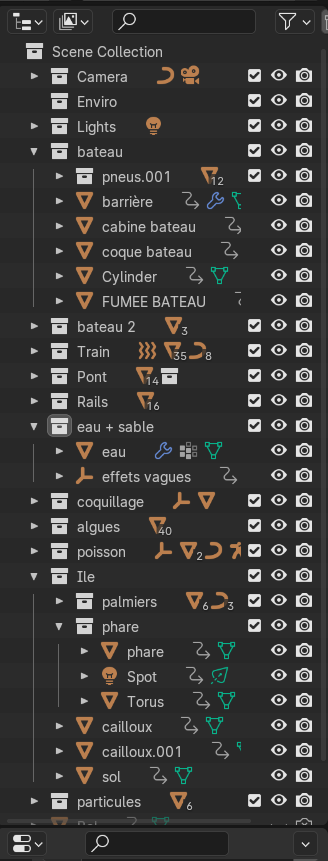 Scene Collection
Camera
Enviro
Lights
bateau
pneus.001 12
barrière
cabine bateau
coque bateau
Cylinder
FUMEE BATEAU
bateau 2 3
Train 35 8
Pont 14
Rails 16
eau + sable
eau
effets vagues
coquillage
algues 40
poisson 2
Ile
palmiers 6 3
phare
phare
Spot
Torus
cailloux
cailloux.001
sol
particules 6